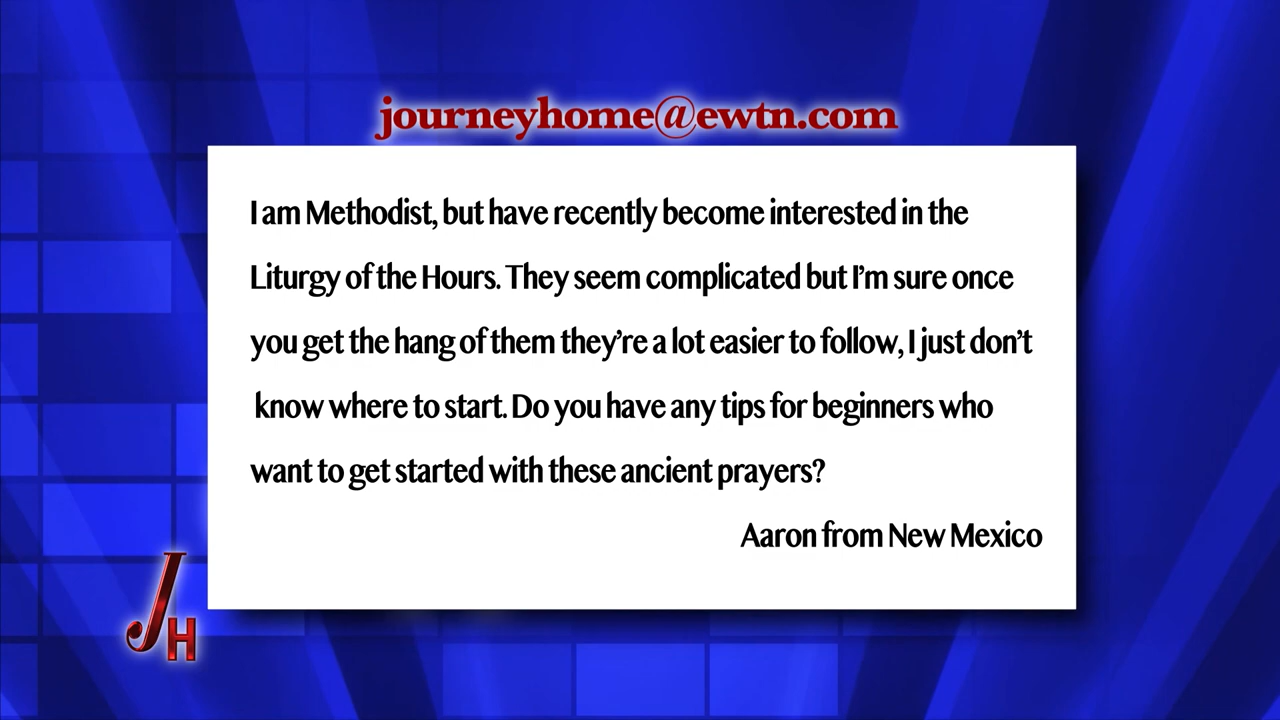 journeyhome@ewtn.com
I am Methodist, but have recently become interested in the
Liturgy of the Hours. They seem complicated but I'm sure once
you get the hang of them they're a lot easier to follow, I just don't
know where to start. Do you have any tips for beginners who
want to get started with these ancient prayers?
Aaron from New Mexico
JH